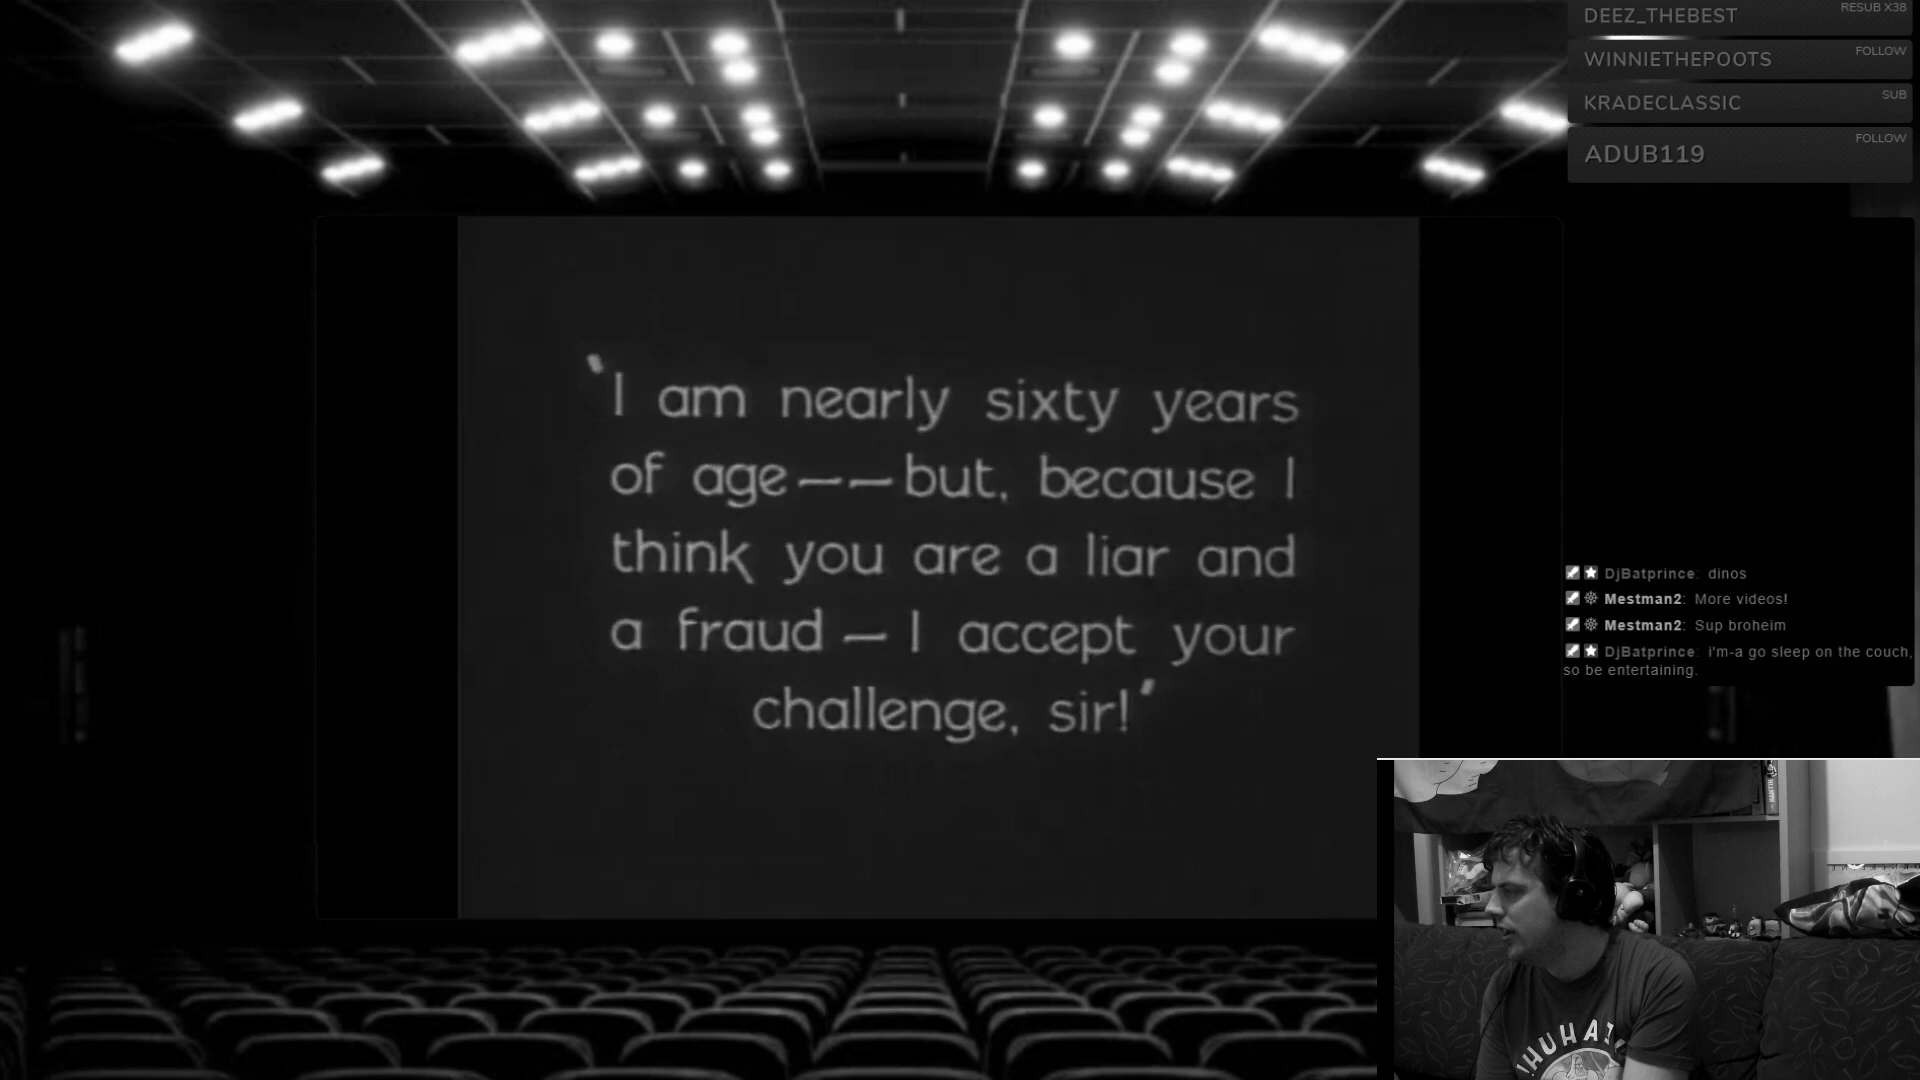 DEEZ_THEBEST RESUB X38
WINNIETHEPOOTS FOLLOW
KRADECLASSIC SUB
ADUB119 FOLLOW
'I am nearly sixty years
of age——but, because I
think you are a liar and
a fraud — I accept your
challenge, sir!'
DjBatprince: dinos
Mestman2: More videos!
Mestman2: Sup broheim
DjBatprince: i'm-a go sleep on the couch,
so be entertaining.